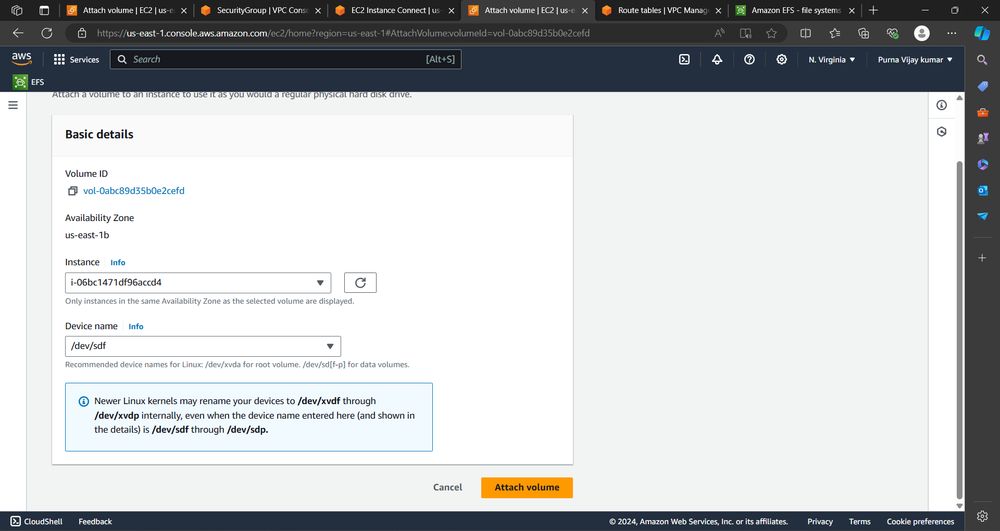 Attach volume | EC2 | us-e
SecurityGroup | VPC Conso
EC2 Instance Connect | us-
Attach volume | EC2 | us-e
Route tables | VPC Manag
Amazon EFS - file systems
https://us-east-1.console.aws.amazon.com/ec2/home?region=us-east-1#AttachVolume:volumeId=vol-0abc89d35b0e2cefd
aws
Services
Search
[Alt+S]
N. Virginia
Purna Vijay kumar
EFS
Attach a volume to an instance to use it as you would a regular physical hard disk drive.
Basic details
Volume ID
vol-0abc89d35b0e2cefd
Availability Zone
us-east-1b
Instance Info
i-06bc1471df96accd4
Only instances in the same Availability Zone as the selected volume are displayed.
Device name Info
/dev/sdf
Recommended device names for Linux: /dev/xvda for root volume. /dev/sd[f-p] for data volumes.
Newer Linux kernels may rename your devices to /dev/xvdf through
/dev/xvdp internally, even when the device name entered here (and shown in
the details) is /dev/sdf through /dev/sdp.
Cancel
Attach volume
CloudShell
Feedback
© 2024, Amazon Web Services, Inc. or its affiliates.
Privacy
Terms
Cookie preferences